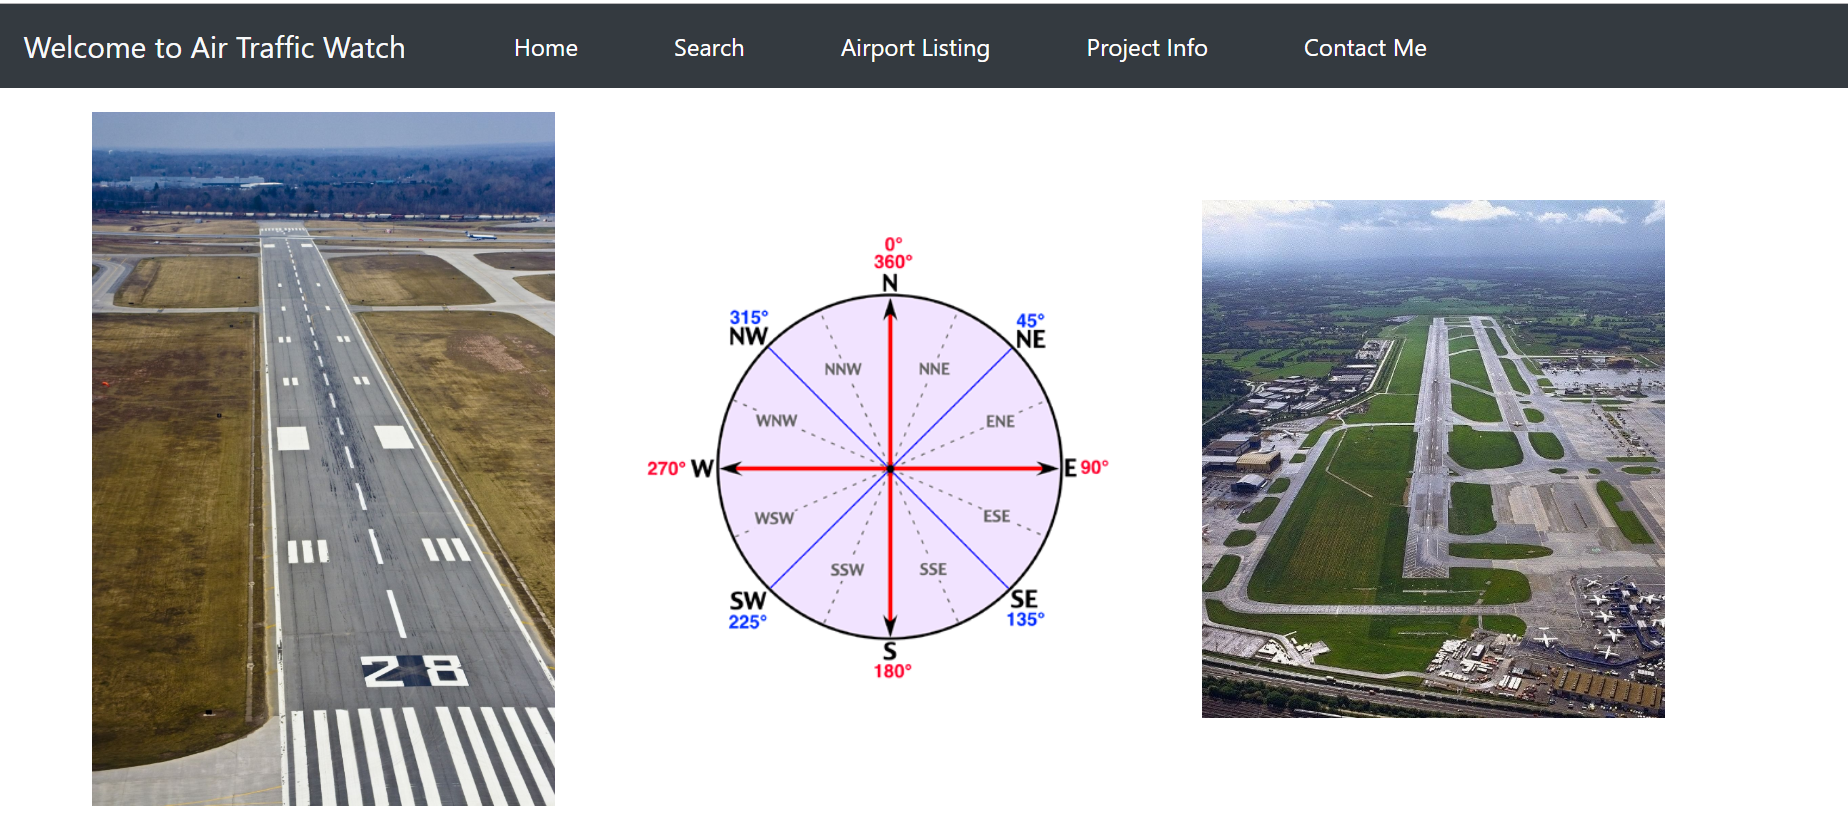 Welcome to Air Traffic Watch Home Search Airport Listing Project Info Contact Me
0°
360°
N
315°
NW
45°
NE
NNW NNE
WNW ENE
270° W E 90°
WSW ESE
SSW SSE
SW
225°
SE
135°
S
180°
28